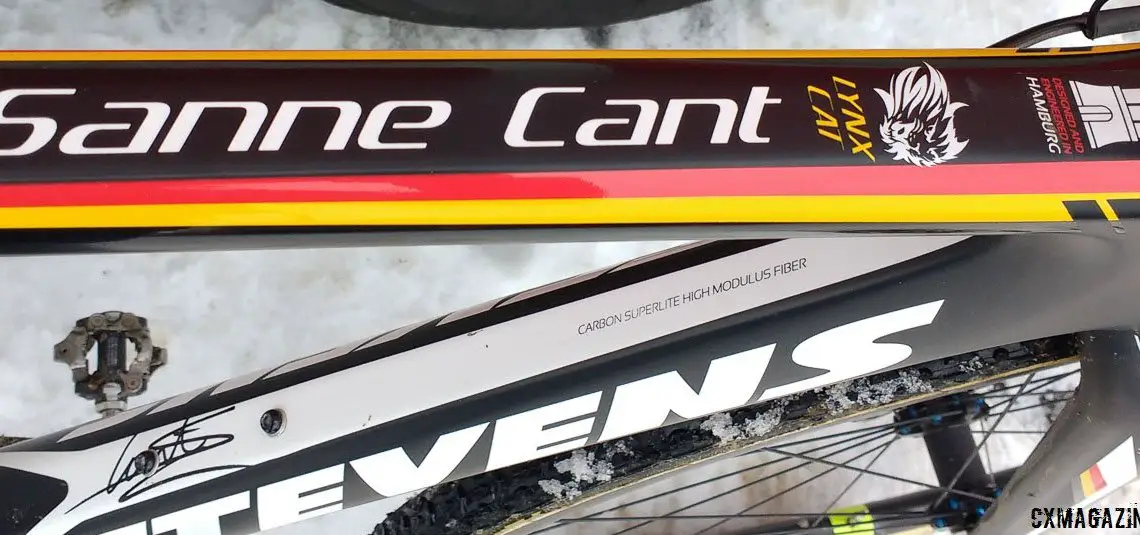 Sanne Cant
LYNX
CAT
DESIGNED AND
ENGINEERED IN
HAMBURG
CARBON SUPERLITE HIGH MODULUS FIBER
STEVENS
CXMAGAZIN